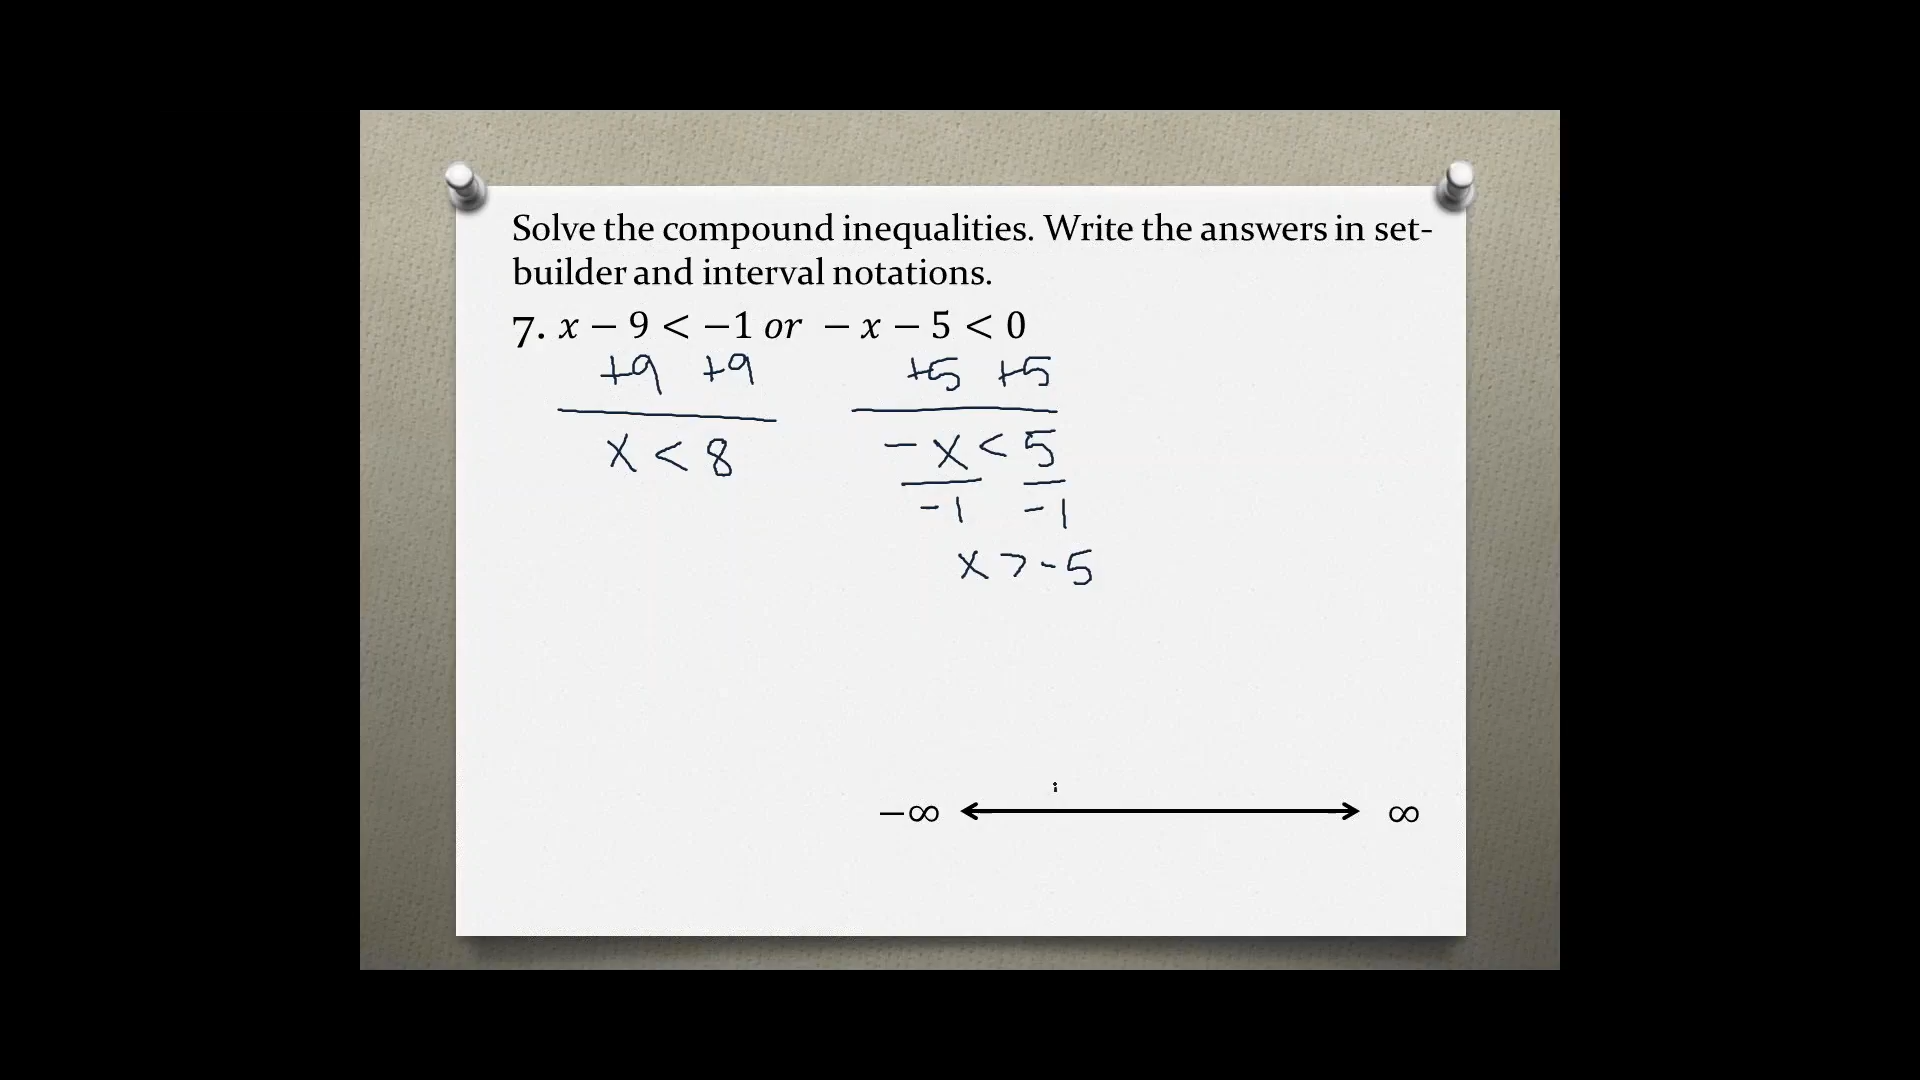 Solve the compound inequalities. Write the answers in set-
builder and interval notations.
7. x − 9 < −1 or − x − 5 < 0
+9 +9 +5 +5
x < 8 - x < 5
-1 -1
x > -5
−∞ ∞